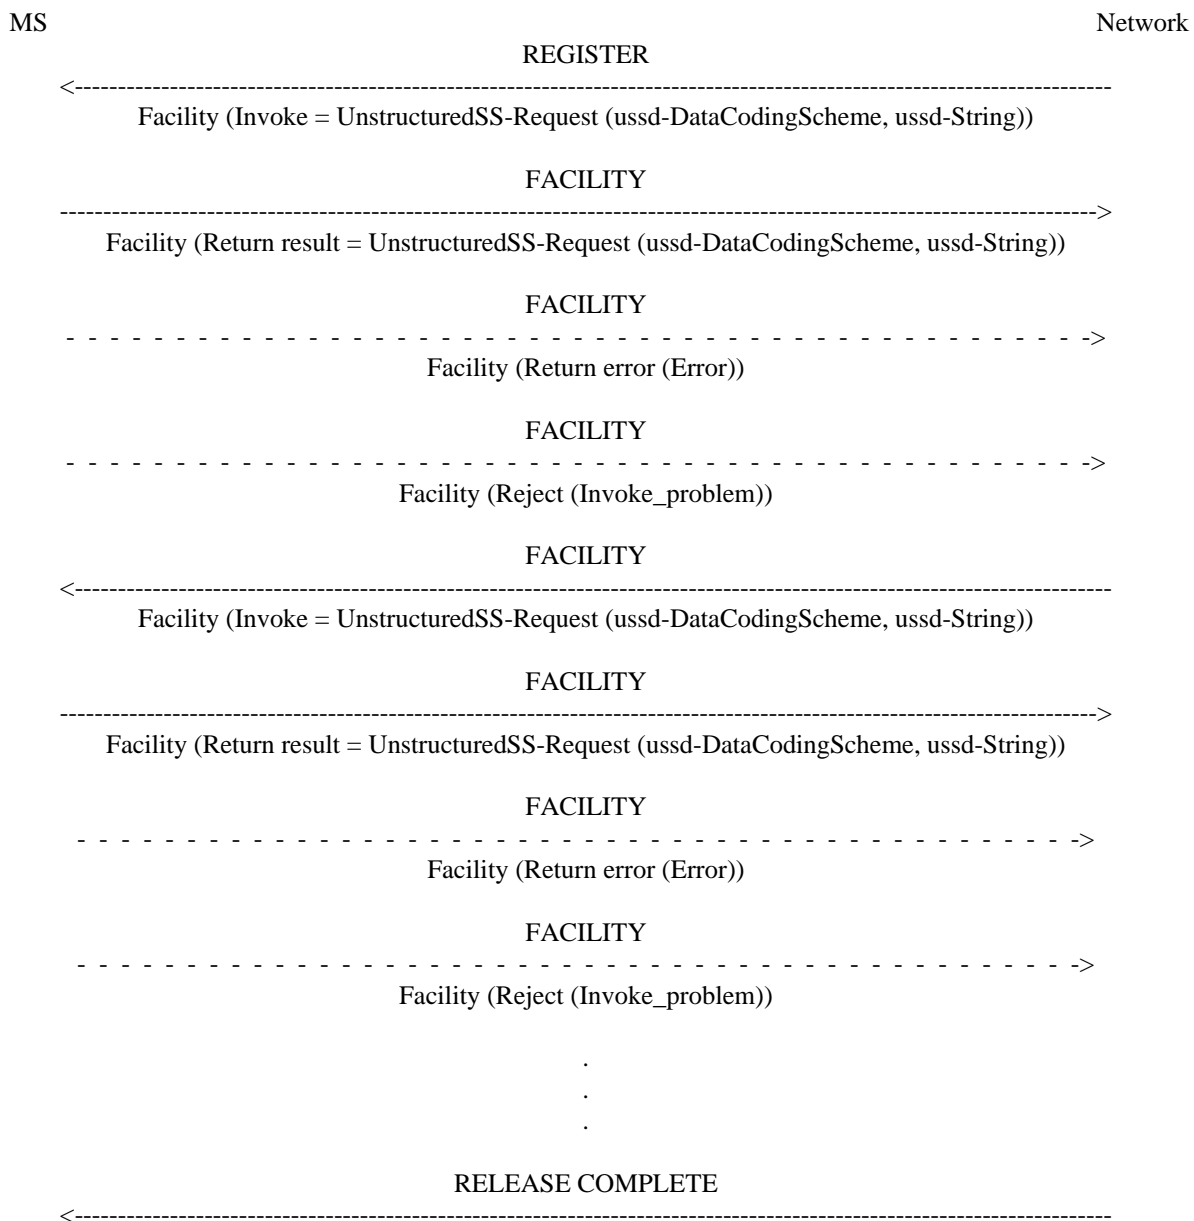 MS Network
REGISTER
<------------------------------------------------------------------------------------------------------------------------
Facility (Invoke = UnstructuredSS-Request (ussd-DataCodingScheme, ussd-String))
FACILITY
------------------------------------------------------------------------------------------------------------------------>
Facility (Return result = UnstructuredSS-Request (ussd-DataCodingScheme, ussd-String))
FACILITY
- - - - - - - - - - - - - - - - - - - - - - - - - - - - - - - - - - - - - - - - - - - - - - ->
Facility (Return error (Error))
FACILITY
- - - - - - - - - - - - - - - - - - - - - - - - - - - - - - - - - - - - - - - - - - - - - - ->
Facility (Reject (Invoke_problem))
FACILITY
<------------------------------------------------------------------------------------------------------------------------
Facility (Invoke = UnstructuredSS-Request (ussd-DataCodingScheme, ussd-String))
FACILITY
------------------------------------------------------------------------------------------------------------------------>
Facility (Return result = UnstructuredSS-Request (ussd-DataCodingScheme, ussd-String))
FACILITY
- - - - - - - - - - - - - - - - - - - - - - - - - - - - - - - - - - - - - - - - - - - - - ->
Facility (Return error (Error))
FACILITY
- - - - - - - - - - - - - - - - - - - - - - - - - - - - - - - - - - - - - - - - - - - - - ->
Facility (Reject (Invoke_problem))
.
.
.
RELEASE COMPLETE
<------------------------------------------------------------------------------------------------------------------------